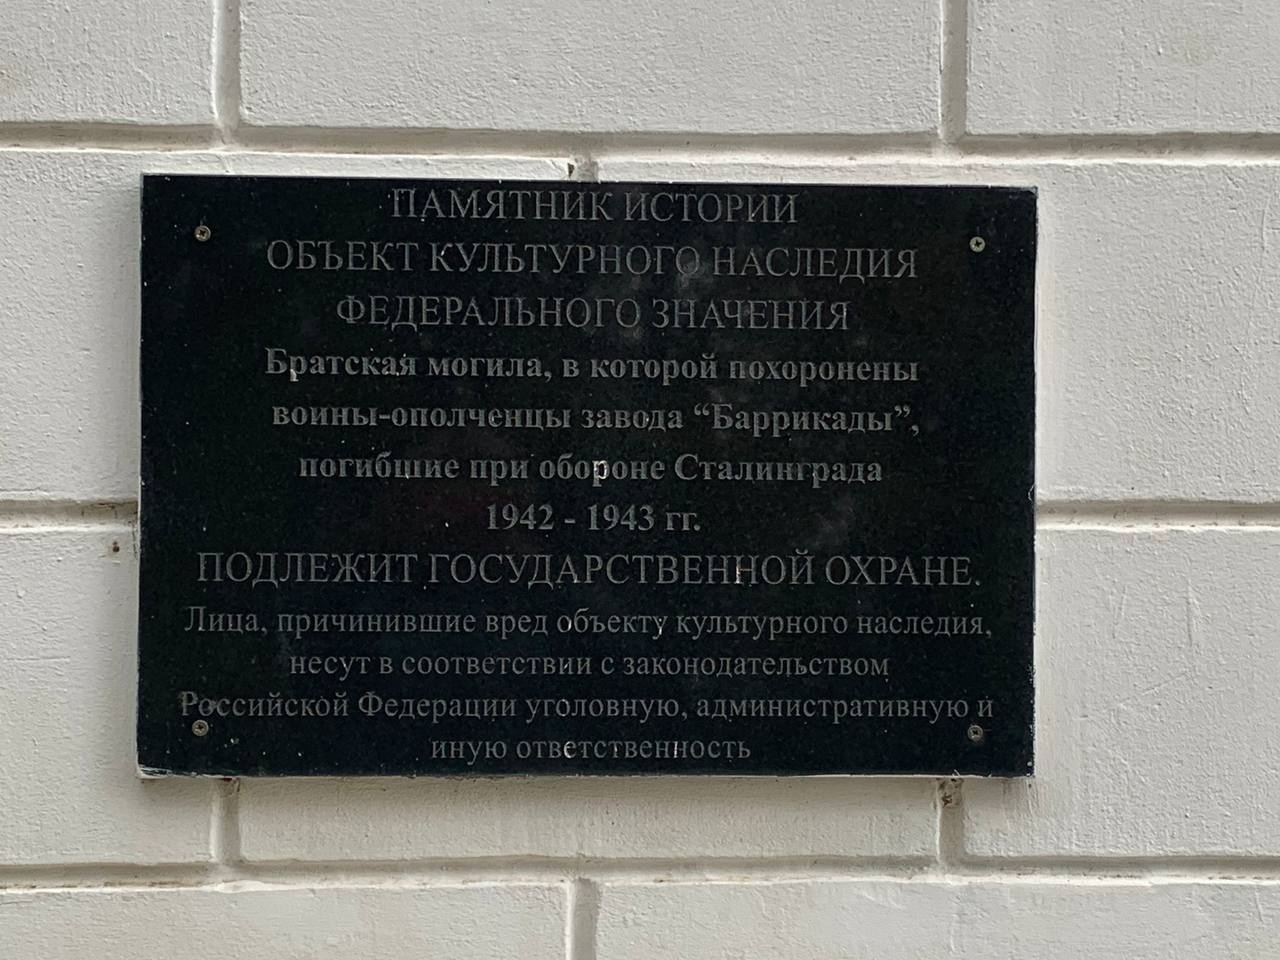 ПАМЯТНИК ИСТОРИИ
ОБЪЕКТ КУЛЬТУРНОГО НАСЛЕДИЯ
ФЕДЕРАЛЬНОГО ЗНАЧЕНИЯ
Братская могила, в которой похоронены
воины-ополченцы завода “Баррикады”,
погибшие при обороне Сталинграда
1942 - 1943 гг.
ПОДЛЕЖИТ ГОСУДАРСТВЕННОЙ ОХРАНЕ.
Лица, причинившие вред объекту культурного наследия,
несут в соответствии с законодательством
Российской Федерации уголовную, административную и
иную ответственность